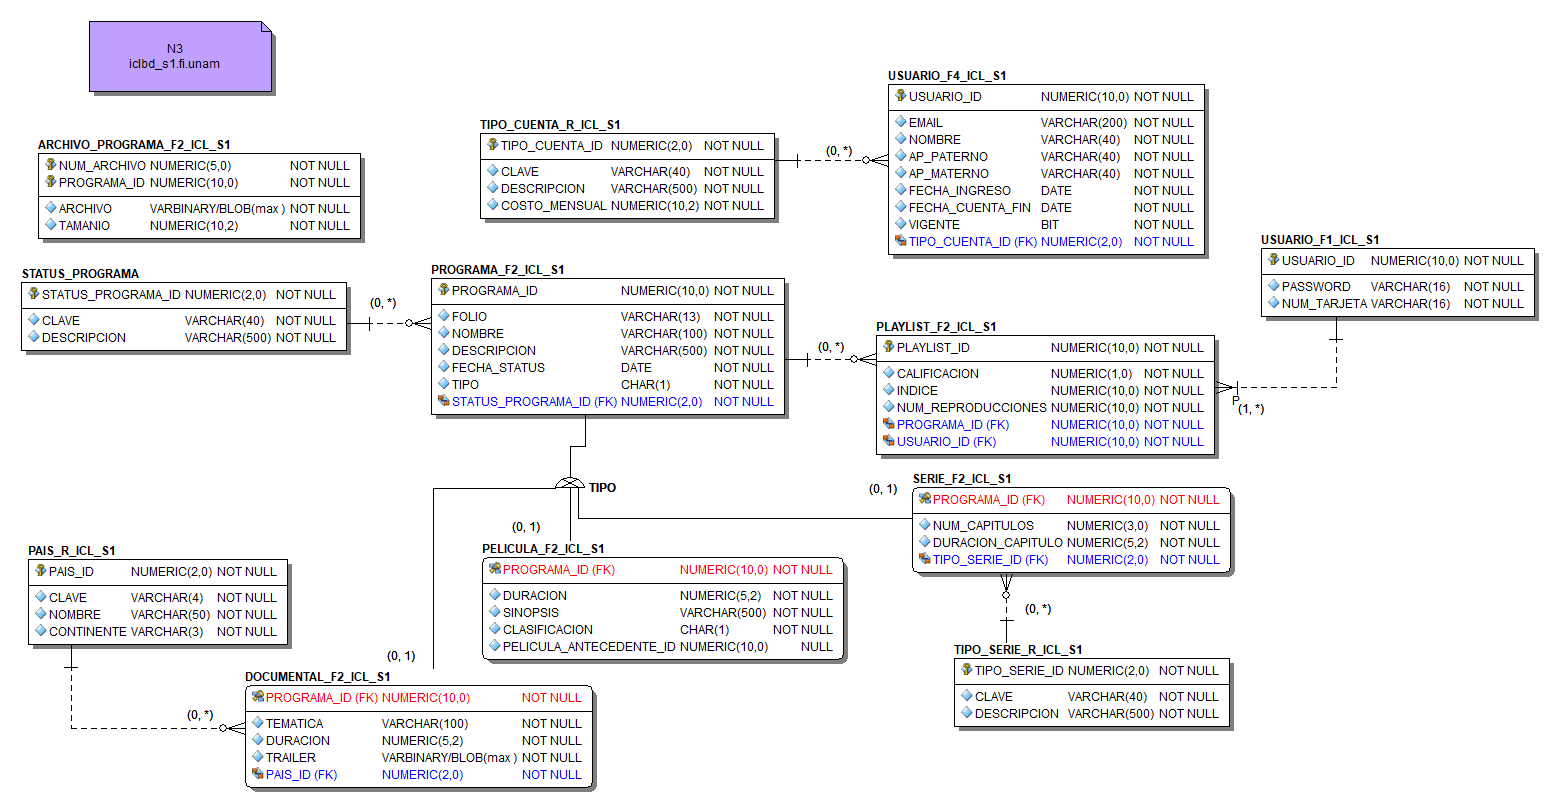 N3
iclbd_s1.fi.unam
ARCHIVO_PROGRAMA_F2_ICL_S1
NUM_ARCHIVO NUMERIC(5,0) NOT NULL
PROGRAMA_ID NUMERIC(10,0) NOT NULL
ARCHIVO VARBINARY/BLOB(max ) NOT NULL
TAMANIO NUMERIC(10,2) NOT NULL
TIPO_CUENTA_R_ICL_S1
TIPO_CUENTA_ID NUMERIC(2,0) NOT NULL
CLAVE VARCHAR(40) NOT NULL
DESCRIPCION VARCHAR(500) NOT NULL
COSTO_MENSUAL NUMERIC(10,2) NOT NULL
(0, *)
USUARIO_F4_ICL_S1
USUARIO_ID NUMERIC(10,0) NOT NULL
EMAIL VARCHAR(200) NOT NULL
NOMBRE VARCHAR(40) NOT NULL
AP_PATERNO VARCHAR(40) NOT NULL
AP_MATERNO VARCHAR(40) NOT NULL
FECHA_INGRESO DATE NOT NULL
FECHA_CUENTA_FIN DATE NOT NULL
VIGENTE BIT NOT NULL
TIPO_CUENTA_ID (FK) NUMERIC(2,0) NOT NULL
USUARIO_F1_ICL_S1
USUARIO_ID NUMERIC(10,0) NOT NULL
PASSWORD VARCHAR(16) NOT NULL
NUM_TARJETA VARCHAR(16) NOT NULL
STATUS_PROGRAMA
STATUS_PROGRAMA_ID NUMERIC(2,0) NOT NULL
CLAVE VARCHAR(40) NOT NULL
DESCRIPCION VARCHAR(500) NOT NULL
(0, *)
PROGRAMA_F2_ICL_S1
PROGRAMA_ID NUMERIC(10,0) NOT NULL
FOLIO VARCHAR(13) NOT NULL
NOMBRE VARCHAR(100) NOT NULL
DESCRIPCION VARCHAR(500) NOT NULL
FECHA_STATUS DATE NOT NULL
TIPO CHAR(1) NOT NULL
STATUS_PROGRAMA_ID (FK) NUMERIC(2,0) NOT NULL
(0, *)
PLAYLIST_F2_ICL_S1
PLAYLIST_ID NUMERIC(10,0) NOT NULL
CALIFICACION NUMERIC(1,0) NOT NULL
INDICE NUMERIC(10,0) NOT NULL
NUM_REPRODUCCIONES NUMERIC(10,0) NOT NULL
PROGRAMA_ID (FK) NUMERIC(10,0) NOT NULL
USUARIO_ID (FK) NUMERIC(10,0) NOT NULL
P
(1, *)
TIPO
(0, 1)
SERIE_F2_ICL_S1
PROGRAMA_ID (FK) NUMERIC(10,0) NOT NULL
NUM_CAPITULOS NUMERIC(3,0) NOT NULL
DURACION_CAPITULO NUMERIC(5,2) NOT NULL
TIPO_SERIE_ID (FK) NUMERIC(2,0) NOT NULL
(0, 1)
PELICULA_F2_ICL_S1
PROGRAMA_ID (FK) NUMERIC(10,0) NOT NULL
DURACION NUMERIC(5,2) NOT NULL
SINOPSIS VARCHAR(500) NOT NULL
CLASIFICACION CHAR(1) NOT NULL
PELICULA_ANTECEDENTE_ID NUMERIC(10,0) NULL
PAIS_R_ICL_S1
PAIS_ID NUMERIC(2,0) NOT NULL
CLAVE VARCHAR(4) NOT NULL
NOMBRE VARCHAR(50) NOT NULL
CONTINENTE VARCHAR(3) NOT NULL
(0, *)
TIPO_SERIE_R_ICL_S1
TIPO_SERIE_ID NUMERIC(2,0) NOT NULL
CLAVE VARCHAR(40) NOT NULL
DESCRIPCION VARCHAR(500) NOT NULL
(0, 1)
(0, *)
DOCUMENTAL_F2_ICL_S1
PROGRAMA_ID (FK) NUMERIC(10,0) NOT NULL
TEMATICA VARCHAR(100) NOT NULL
DURACION NUMERIC(5,2) NOT NULL
TRAILER VARBINARY/BLOB(max ) NOT NULL
PAIS_ID (FK) NUMERIC(2,0) NOT NULL